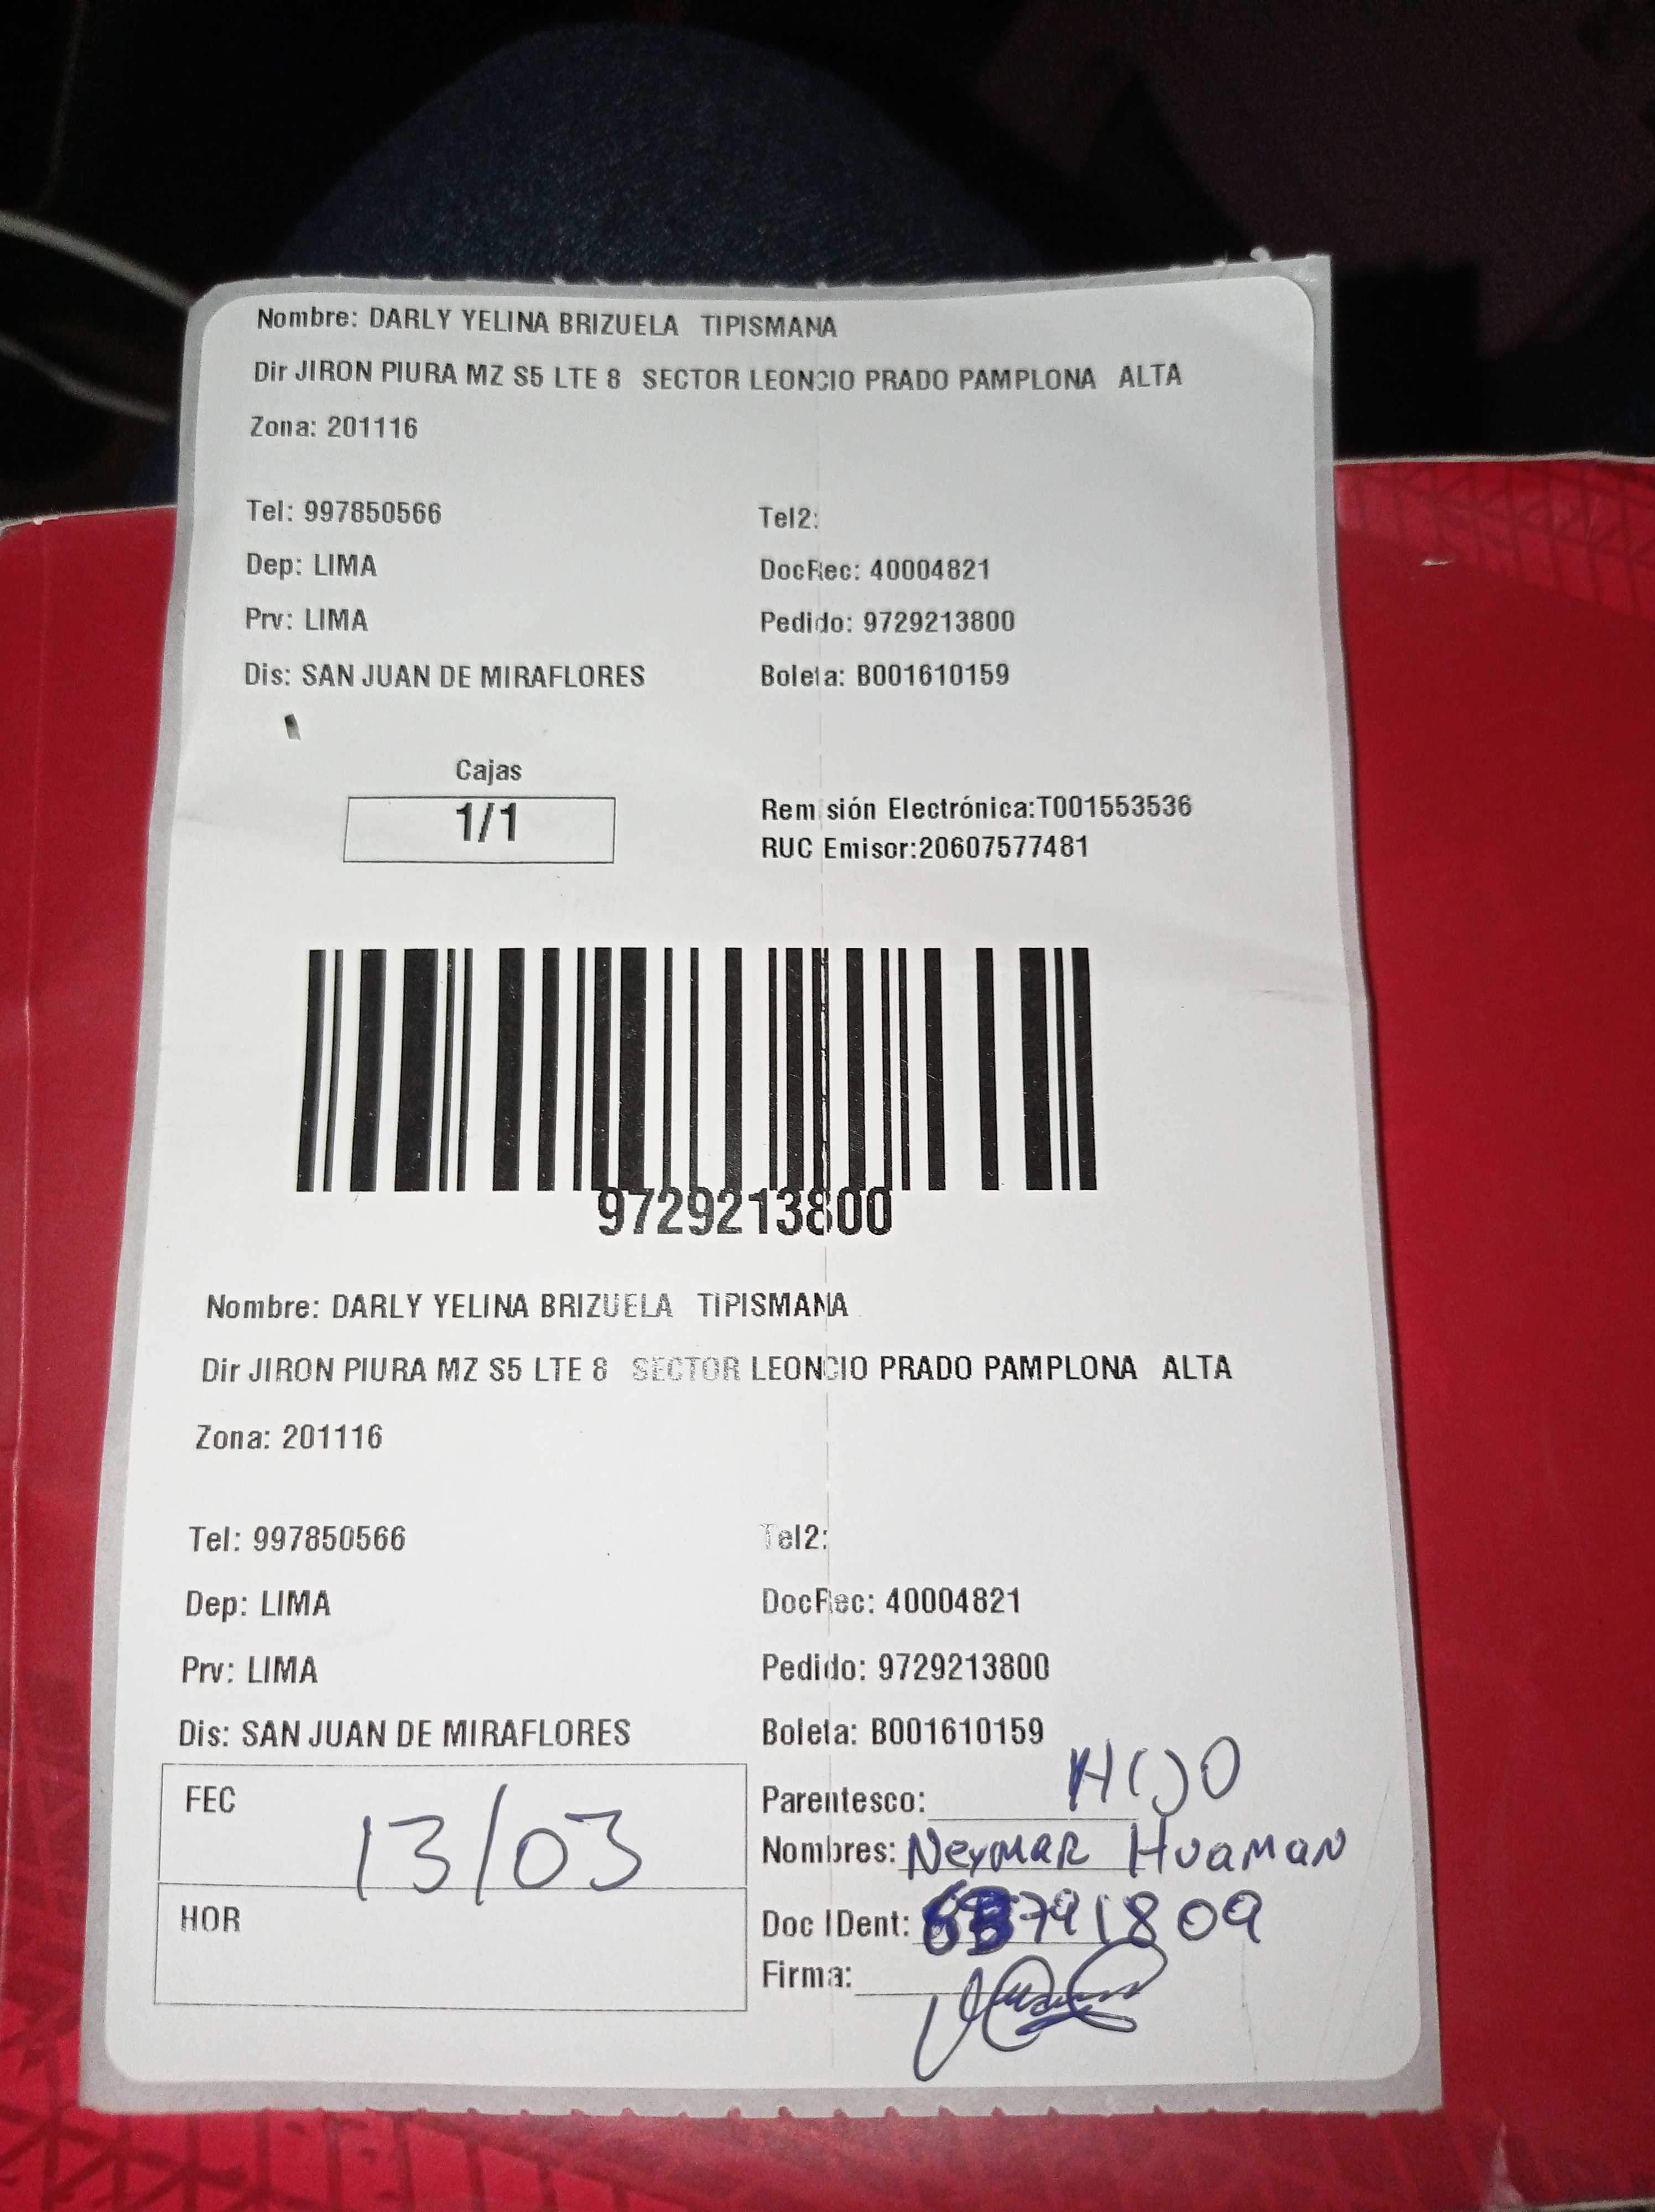 Nombre: DARLY YELINA BRIZUELA TIPISMANA
Dir JIRON PIURA MZ S5 LTE 8 SECTOR LEONCIO PRADO PAMPLONA ALTA
Zona: 201116
Tel: 997850566 Tel2:
Dep: LIMA DocRec: 40004821
Prv: LIMA Pedido: 9729213800
Dis: SAN JUAN DE MIRAFLORES Boleta: B001610159
Cajas
1/1
Remisión Electrónica:T001553536
RUC Emisor:20607577481
9729213800
Nombre: DARLY YELINA BRIZUELA TIPISMANA
Dir JIRON PIURA MZ S5 LTE 8 SECTOR LEONCIO PRADO PAMPLONA ALTA
Zona: 201116
Tel: 997850566 Tel2:
Dep: LIMA DocRec: 40004821
Prv: LIMA Pedido: 9729213800
Dis: SAN JUAN DE MIRAFLORES Boleta: B001610159
FEC 13/03
HOR
Parentesco: HIJO
Nombres: Neymar Huaman
Doc IDent:
Firma: